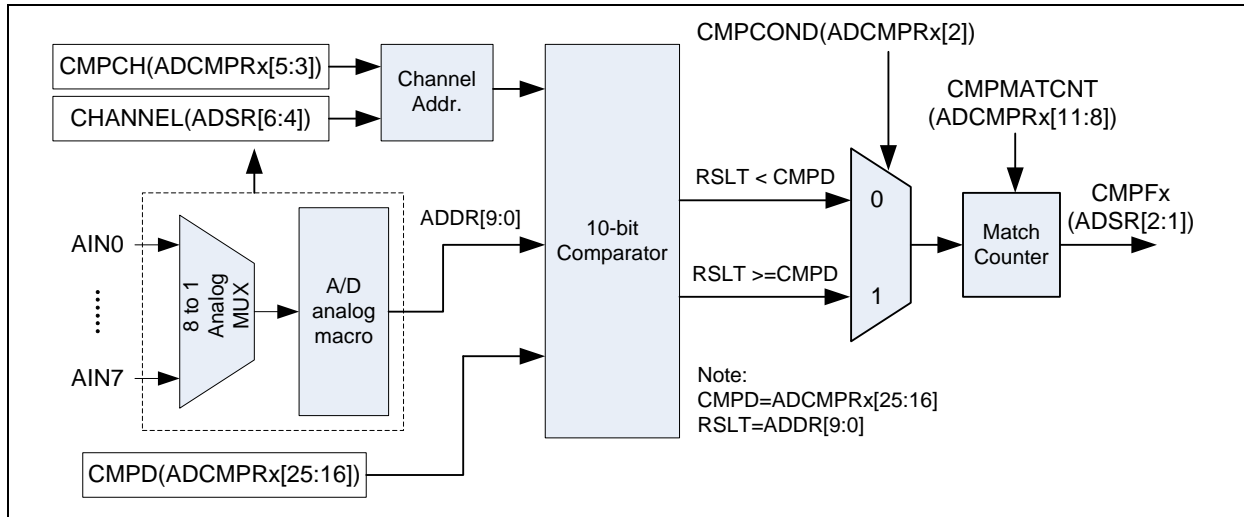 CMPCH(ADCMPRx[5:3])
CHANNEL(ADSR[6:4])
Channel
Addr.
AIN0
......
AIN7
8 to 1
Analog
MUX
A/D
analog
macro
ADDR[9:0]
CMPD(ADCMPRx[25:16])
10-bit
Comparator
CMPCOND(ADCMPRx[2])
RSLT < CMPD
RSLT >=CMPD
0
1
CMPMATCNT
(ADCMPRx[11:8])
Match
Counter
CMPFx
(ADSR[2:1])
Note:
CMPD=ADCMPRx[25:16]
RSLT=ADDR[9:0]